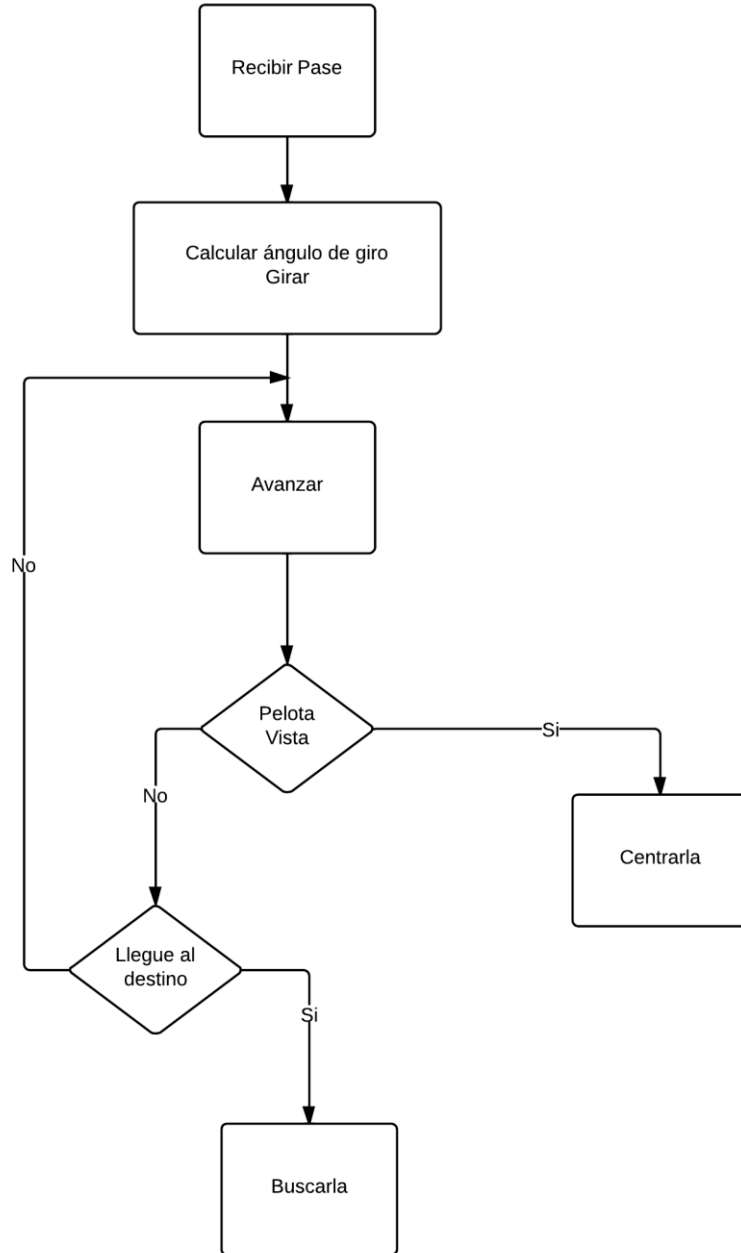 Recibir Pase
Calcular ángulo de giro
Girar
Avanzar
No
Pelota
Vista
Si
No
Centrarla
Llegue al
destino
Si
Buscarla